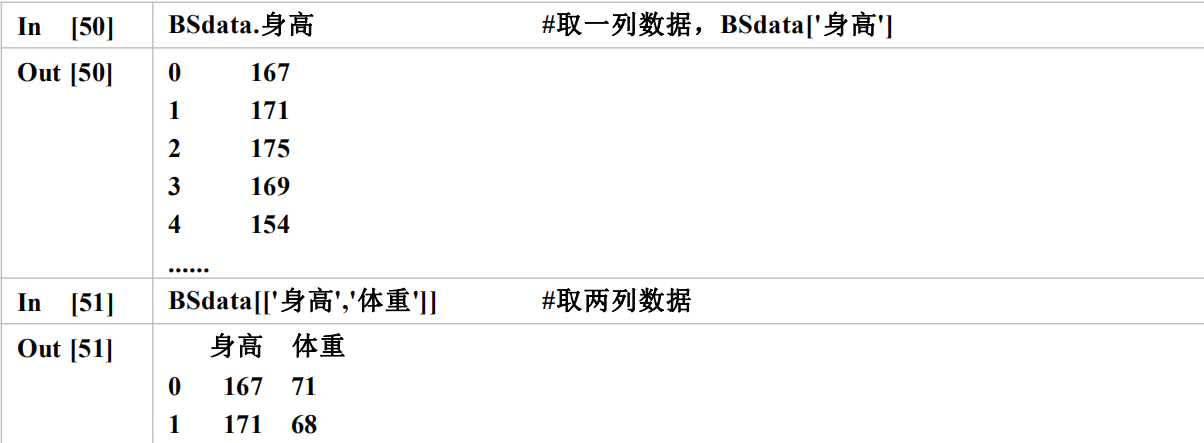 In [50] BSdata.身高 #取一列数据，BSdata['身高']
Out [50] 0 167
1 171
2 175
3 169
4 154
......
In [51] BSdata[['身高','体重']] #取两列数据
Out [51] 身高 体重
0 167 71
1 171 68